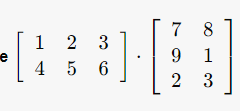 e [ 1 2 3 ] · [ 7 8 ]
[ 4 5 6 ] [ 9 1 ]
[ 2 3 ]